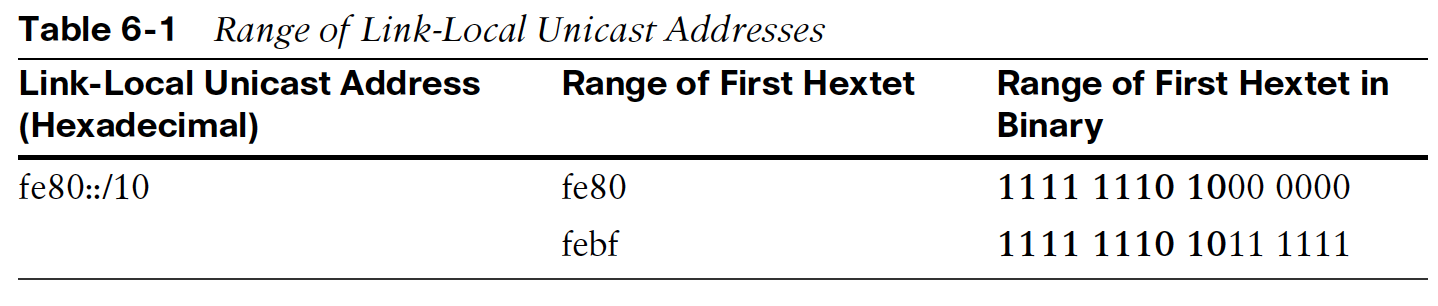 Table 6-1 Range of Link-Local Unicast Addresses
Link-Local Unicast Address (Hexadecimal) Range of First Hextet Range of First Hextet in Binary
fe80::/10 fe80 1111 1110 1000 0000
febf 1111 1110 1011 1111